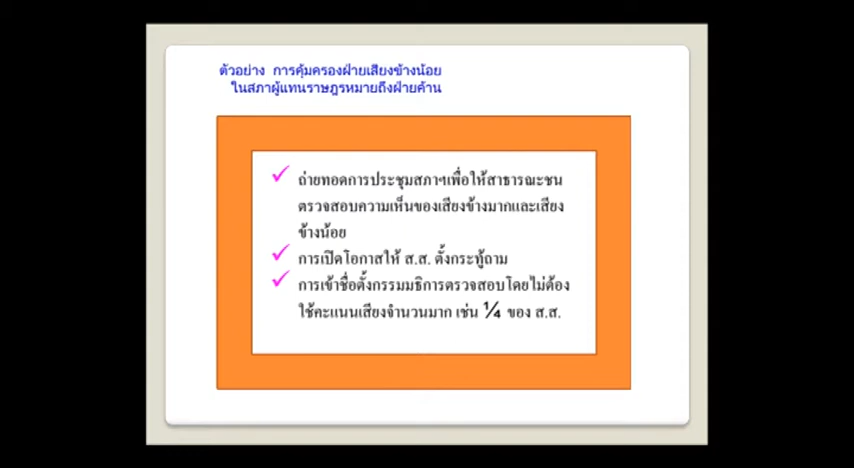 ตัวอย่าง การคุ้มครองฝ่ายเสียงข้างน้อย
ในสภาผู้แทนราษฎรหมายถึงฝ่ายค้าน
✓ ถ่ายทอดการประชุมสภาฯเพื่อให้สาธารณะชน
ตรวจสอบความเห็นของเสียงข้างมากและเสียง
ข้างน้อย
✓ การเปิดโอกาสให้ ส.ส. ตั้งกระทู้ถาม
✓ การเข้าชื่อตั้งกรรมมธิการตรวจสอบโดยไม่ต้อง
ใช้คะแนนเสียงจำนวนมาก เช่น ¼ ของ ส.ส.